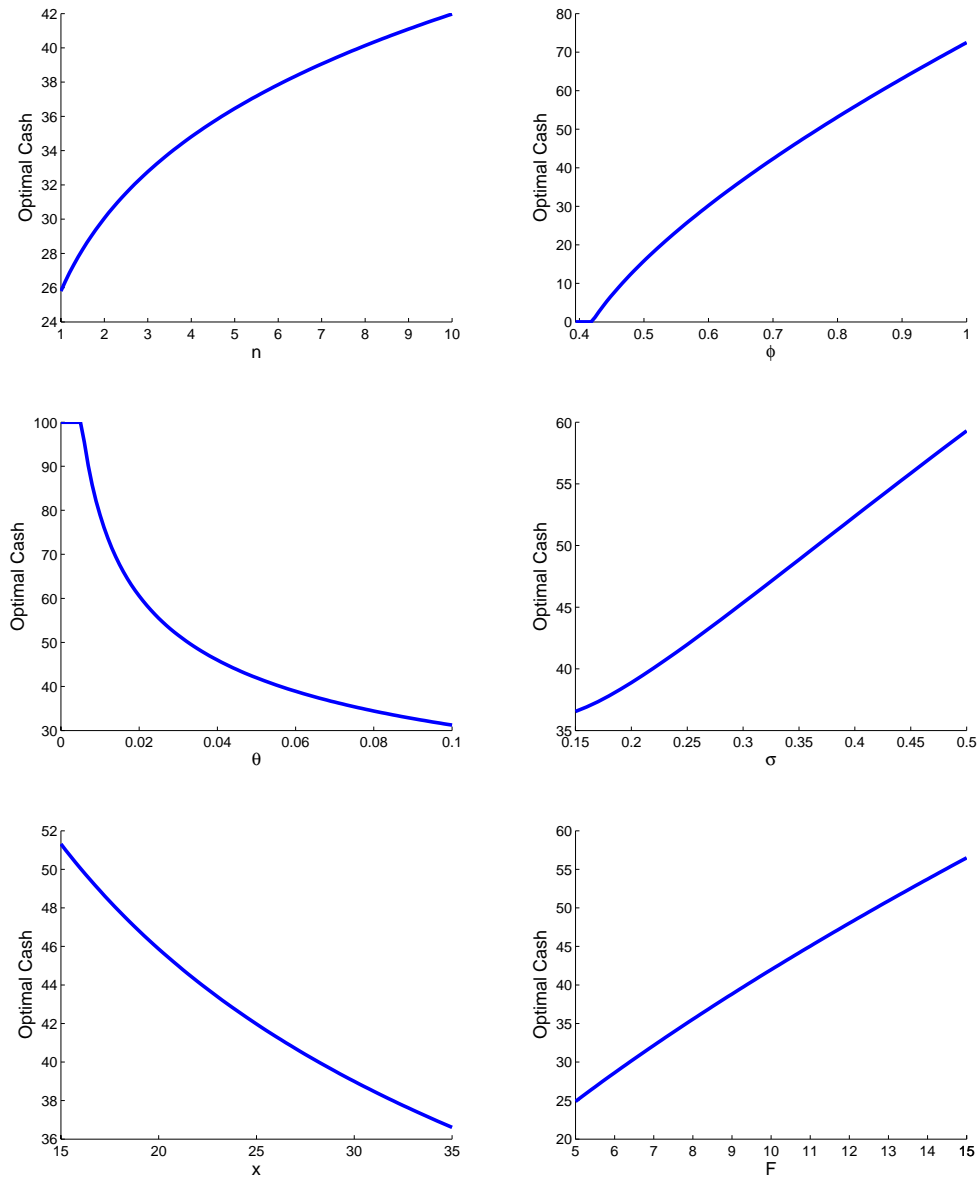 42
40
38
36
34
32
30
28
26
24
Optimal Cash
1 2 3 4 5 6 7 8 9 10
n
80
70
60
50
40
30
20
10
0
Optimal Cash
0.4 0.5 0.6 0.7 0.8 0.9 1
ϕ
100
90
80
70
60
50
40
30
Optimal Cash
0 0.02 0.04 0.06 0.08 0.1
θ
60
55
50
45
40
35
Optimal Cash
0.15 0.2 0.25 0.3 0.35 0.4 0.45 0.5
σ
52
50
48
46
44
42
40
38
36
Optimal Cash
15 20 25 30 35
x
60
55
50
45
40
35
30
25
20
Optimal Cash
5 6 7 8 9 10 11 12 13 14 15
F